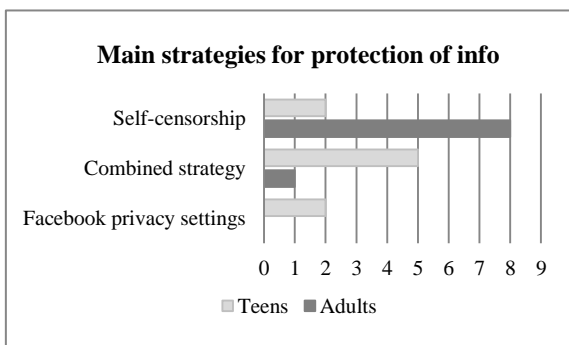 Main strategies for protection of info
Self-censorship
Combined strategy
Facebook privacy settings
0 1 2 3 4 5 6 7 8 9
Teens Adults